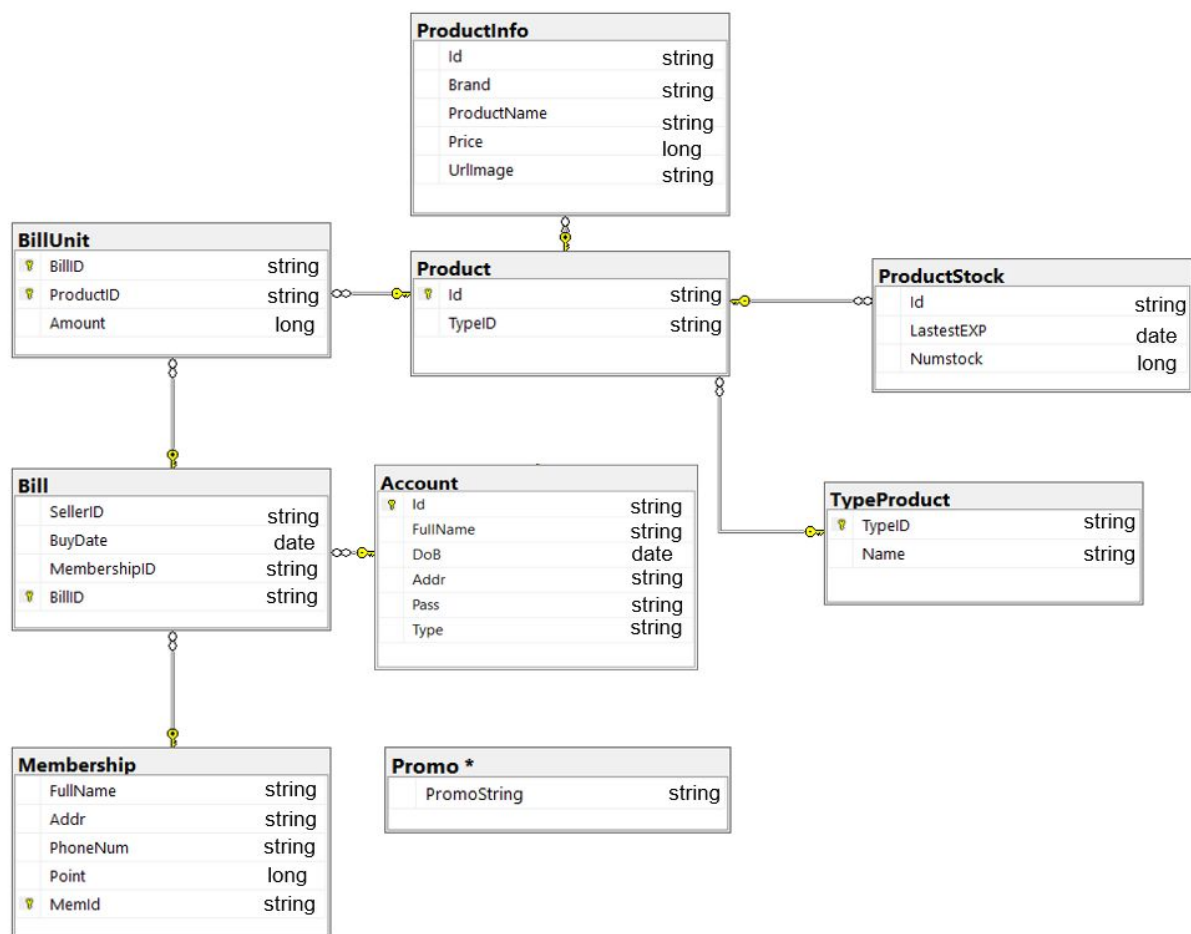 ProductInfo
Id string
Brand string
ProductName string
Price long
UrlImage string
BillUnit
BillID string
ProductID string
Amount long
Product
Id string
TypeID string
ProductStock
Id string
LastestEXP date
Numstock long
Bill
SellerID string
BuyDate date
MembershipID string
BillID string
Account
Id string
FullName string
DoB date
Addr string
Pass string
Type string
TypeProduct
TypeID string
Name string
Membership
FullName string
Addr string
PhoneNum string
Point long
MemId string
Promo *
PromoString string